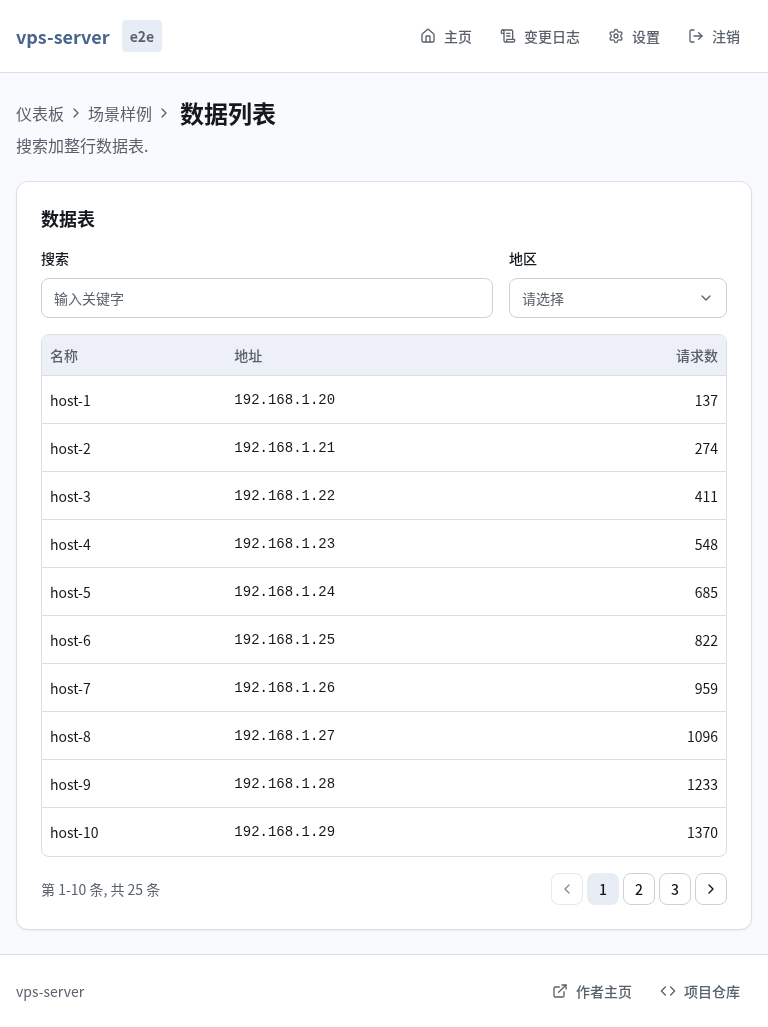 vps-server e2e 主页 变更日志 设置 注销
仪表板 场景样例 数据列表
搜索加整行数据表.
数据表
搜索 地区
输入关键字 请选择
名称 地址 请求数
host-1 192.168.1.20 137
host-2 192.168.1.21 274
host-3 192.168.1.22 411
host-4 192.168.1.23 548
host-5 192.168.1.24 685
host-6 192.168.1.25 822
host-7 192.168.1.26 959
host-8 192.168.1.27 1096
host-9 192.168.1.28 1233
host-10 192.168.1.29 1370
第 1-10 条, 共 25 条 1 2 3
vps-server 作者主页 项目仓库